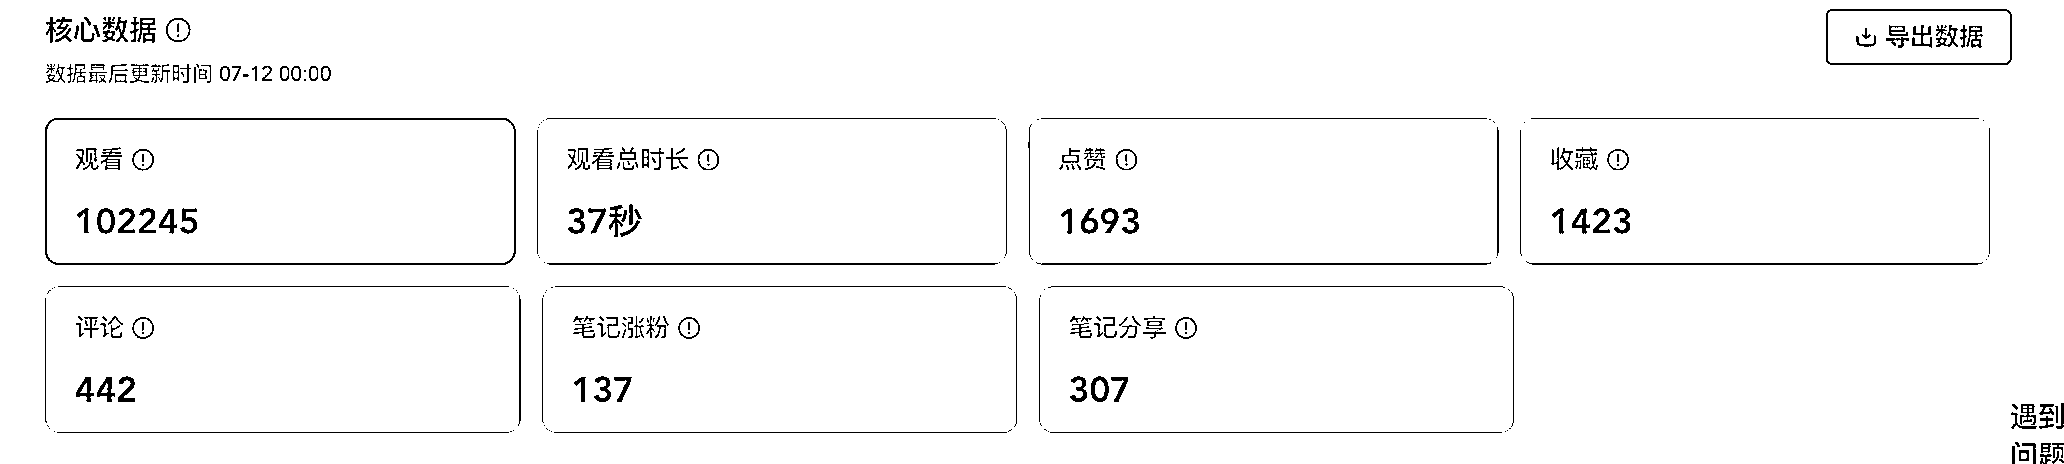 核心数据
导出数据
数据最后更新时间 07-12 00:00
观看
102245
观看总时长
37秒
点赞
1693
收藏
1423
评论
442
笔记涨粉
137
笔记分享
307
遇到
问题